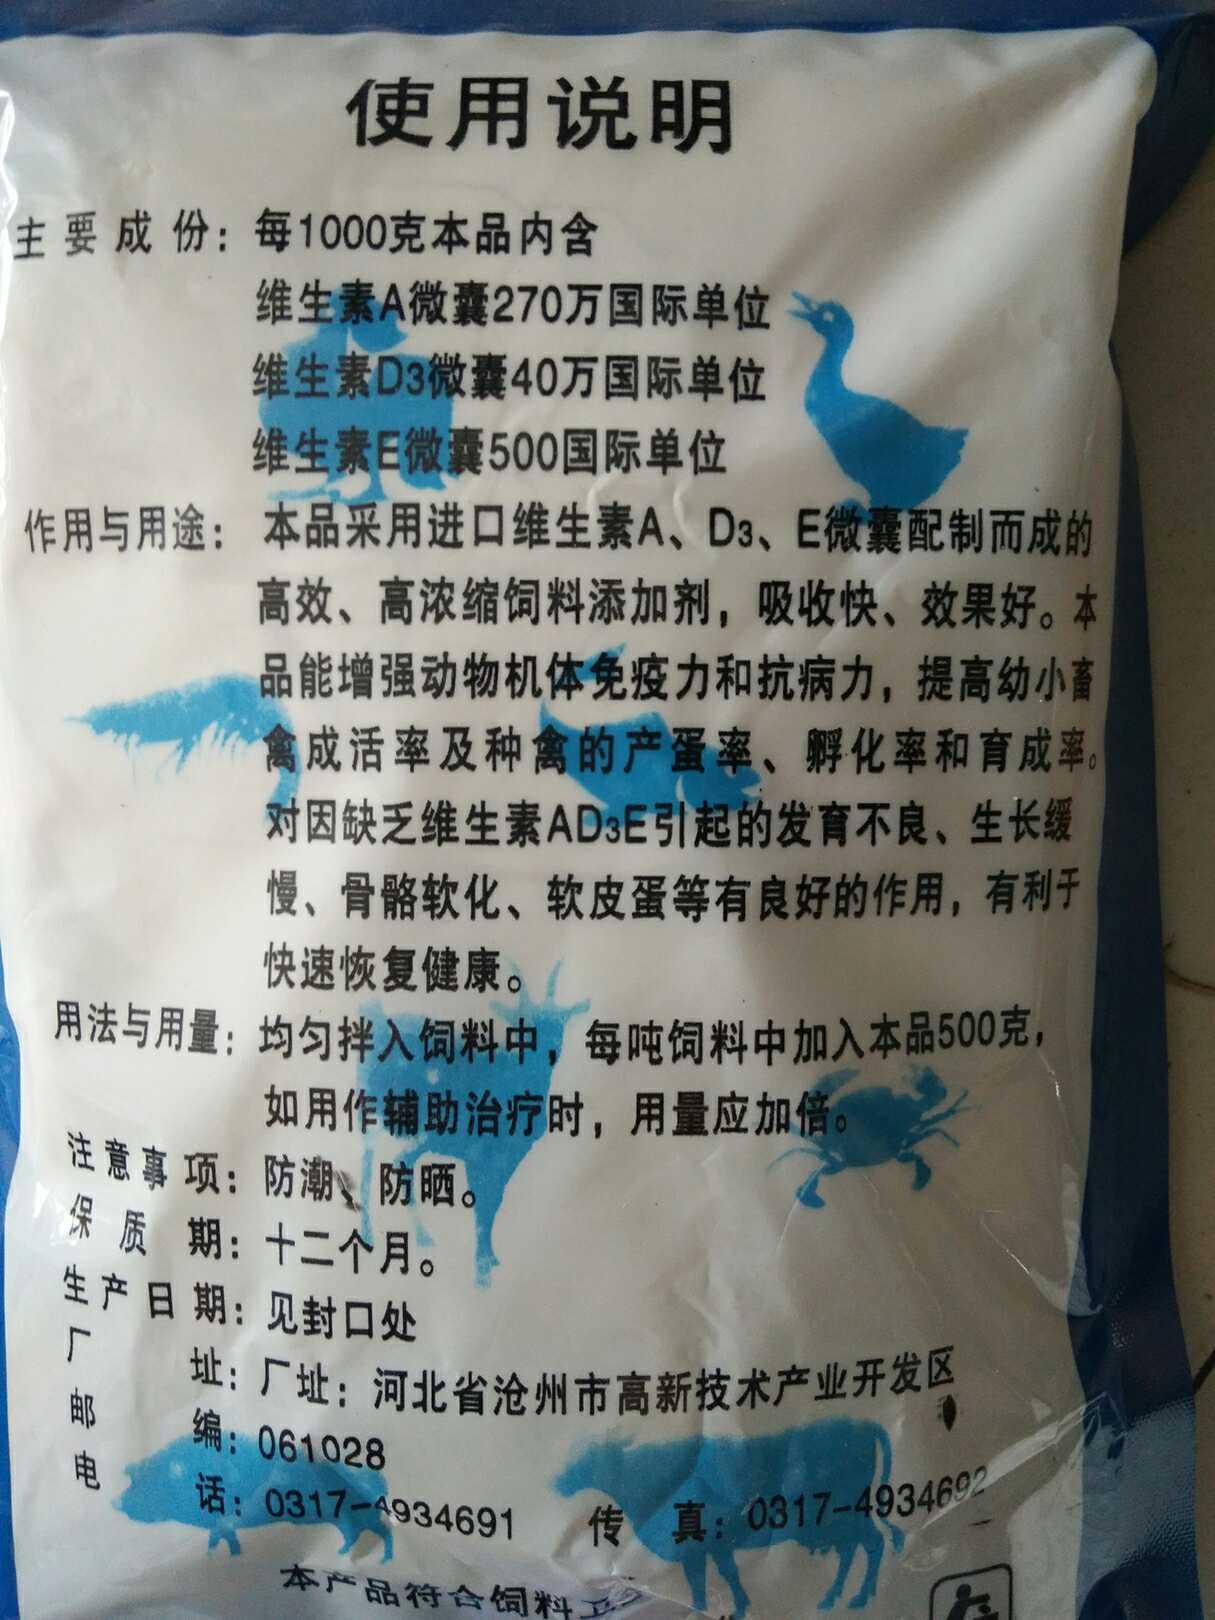 使用说明
主要成份：每1000克本品内含
维生素A微囊270万国际单位
维生素D3微囊40万国际单位
维生素E微囊500国际单位
作用与用途：本品采用进口维生素A、D3、E微囊配制而成的
高效、高浓缩饲料添加剂，吸收快、效果好。本
品能增强动物机体免疫力和抗病力，提高幼小畜
禽成活率及种禽的产蛋率、孵化率和育成率。
对因缺乏维生素AD3E引起的发育不良、生长缓
慢、骨骼软化、软皮蛋等有良好的作用，有利于
快速恢复健康。
用法与用量：均匀拌入饲料中，每吨饲料中加入本品500克，
如用作辅助治疗时，用量应加倍。
注意事项：防潮、防晒。
保质期：十二个月。
生产日期：见封口处
厂址：厂址：河北省沧州市高新技术产业开发区
邮编：061028
电话：0317-4934691 传真：0317-4934692
本产品符合饲料